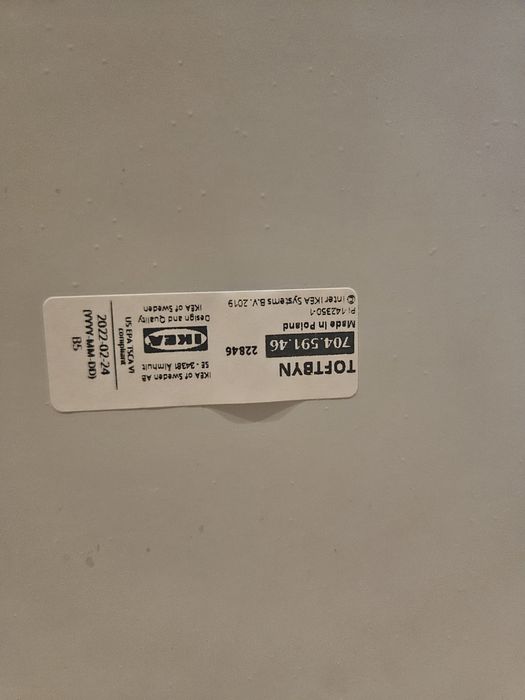 TOFTBYN
704.591.46
22846
Made in Poland
PI-142350-1
© Inter IKEA Systems B.V. 2019
IKEA of Sweden AB
SE - 34381 Älmhult
IKEA
Design and Quality
IKEA of Sweden
US EPA TSCA VI
compliant
2022-02-24
(YYYY-MM-DD)
B5